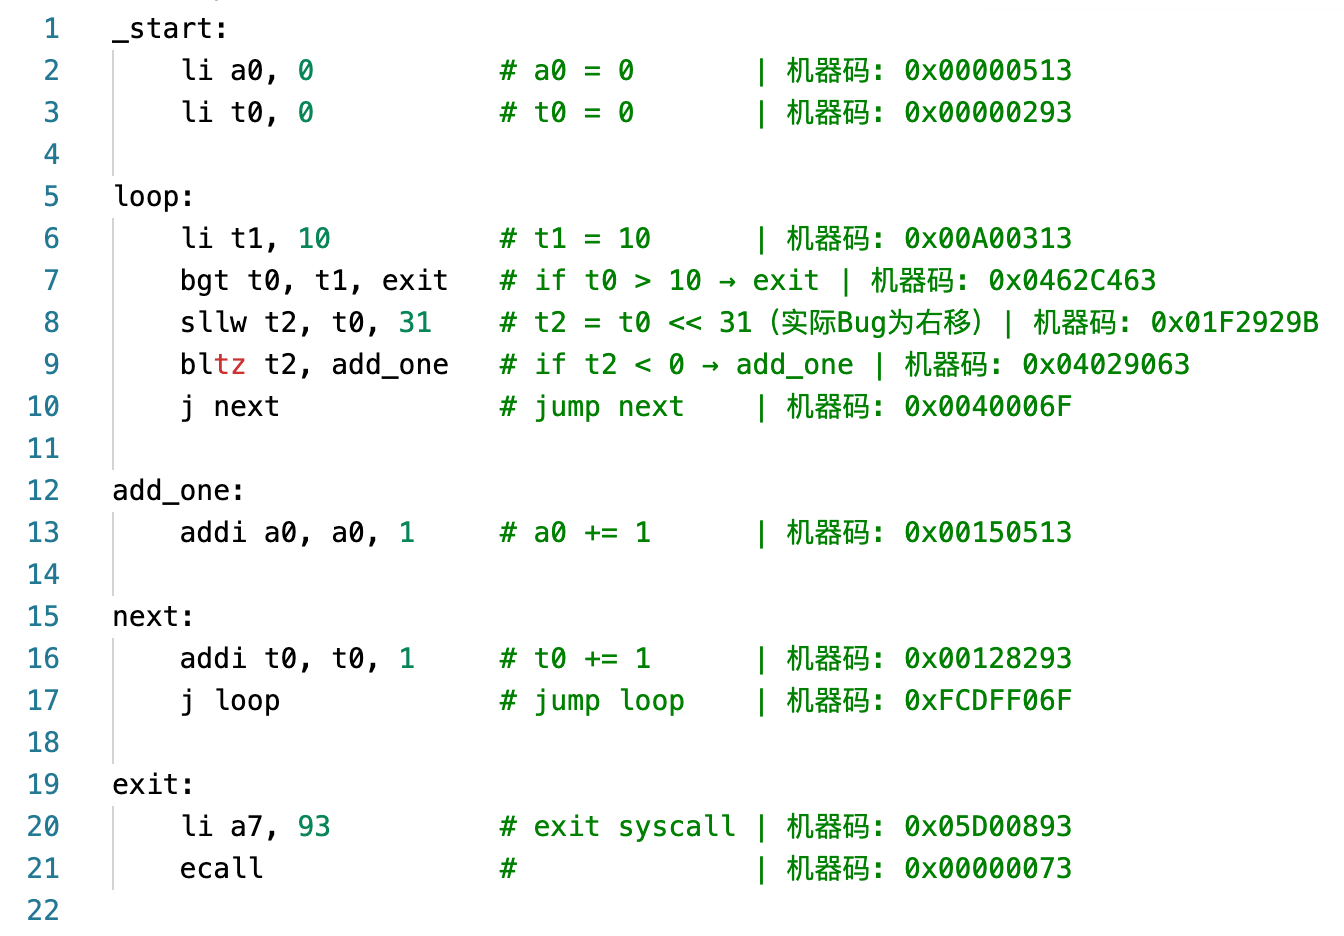 1 _start:
2 li a0, 0 # a0 = 0 | 机器码: 0x00000513
3 li t0, 0 # t0 = 0 | 机器码: 0x00000293
4
5 loop:
6 li t1, 10 # t1 = 10 | 机器码: 0x00A00313
7 bgt t0, t1, exit # if t0 > 10 → exit | 机器码: 0x0462C463
8 sllw t2, t0, 31 # t2 = t0 << 31（实际Bug为右移）| 机器码: 0x01F2929B
9 bltz t2, add_one # if t2 < 0 → add_one | 机器码: 0x04029063
10 j next # jump next | 机器码: 0x0040006F
11
12 add_one:
13 addi a0, a0, 1 # a0 += 1 | 机器码: 0x00150513
14
15 next:
16 addi t0, t0, 1 # t0 += 1 | 机器码: 0x00128293
17 j loop # jump loop | 机器码: 0xFCDFF06F
18
19 exit:
20 li a7, 93 # exit syscall | 机器码: 0x05D00893
21 ecall # | 机器码: 0x00000073
22